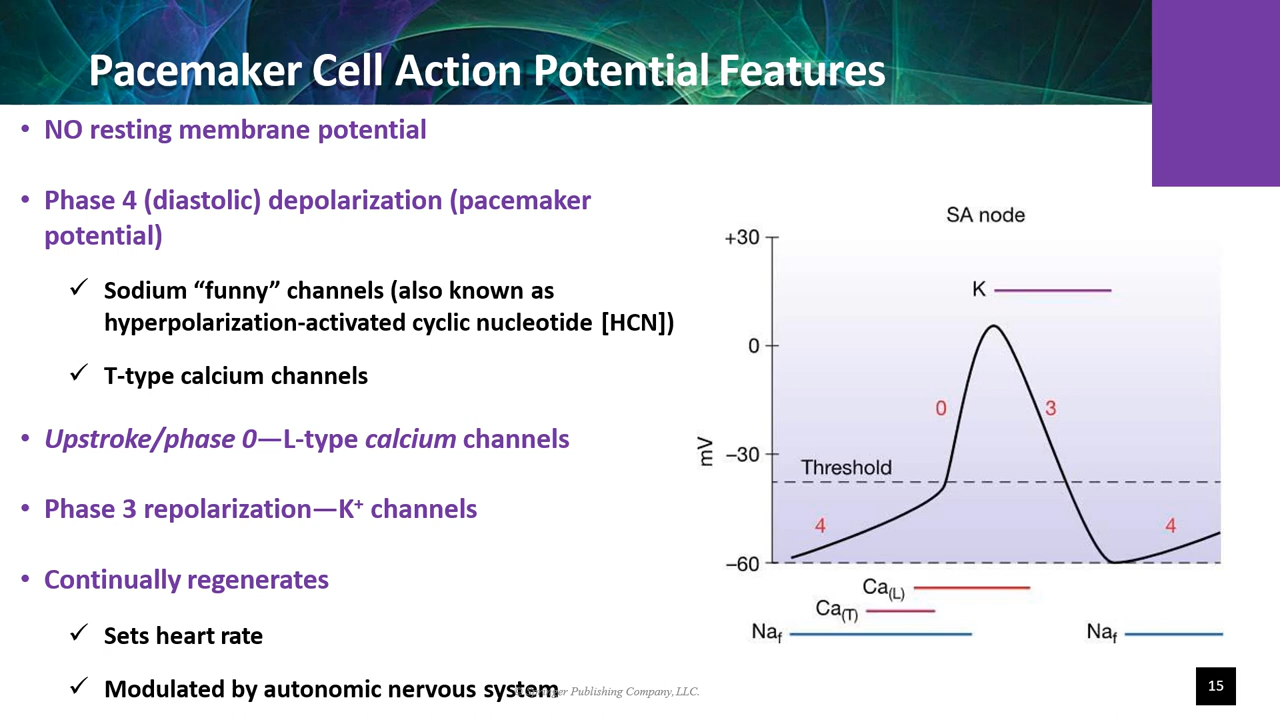 Pacemaker Cell Action Potential Features
• NO resting membrane potential
• Phase 4 (diastolic) depolarization (pacemaker
potential)
✓ Sodium “funny” channels (also known as
hyperpolarization-activated cyclic nucleotide [HCN])
✓ T-type calcium channels
• Upstroke/phase 0—L-type calcium channels
• Phase 3 repolarization—K⁺ channels
• Continually regenerates
✓ Sets heart rate
✓ Modulated by autonomic nervous system
SA node
+30
K
0
0
3
mV
−30
Threshold
4
4
−60
Ca(L)
Ca(T)
Naf
Naf
© Springer Publishing Company, LLC.
15